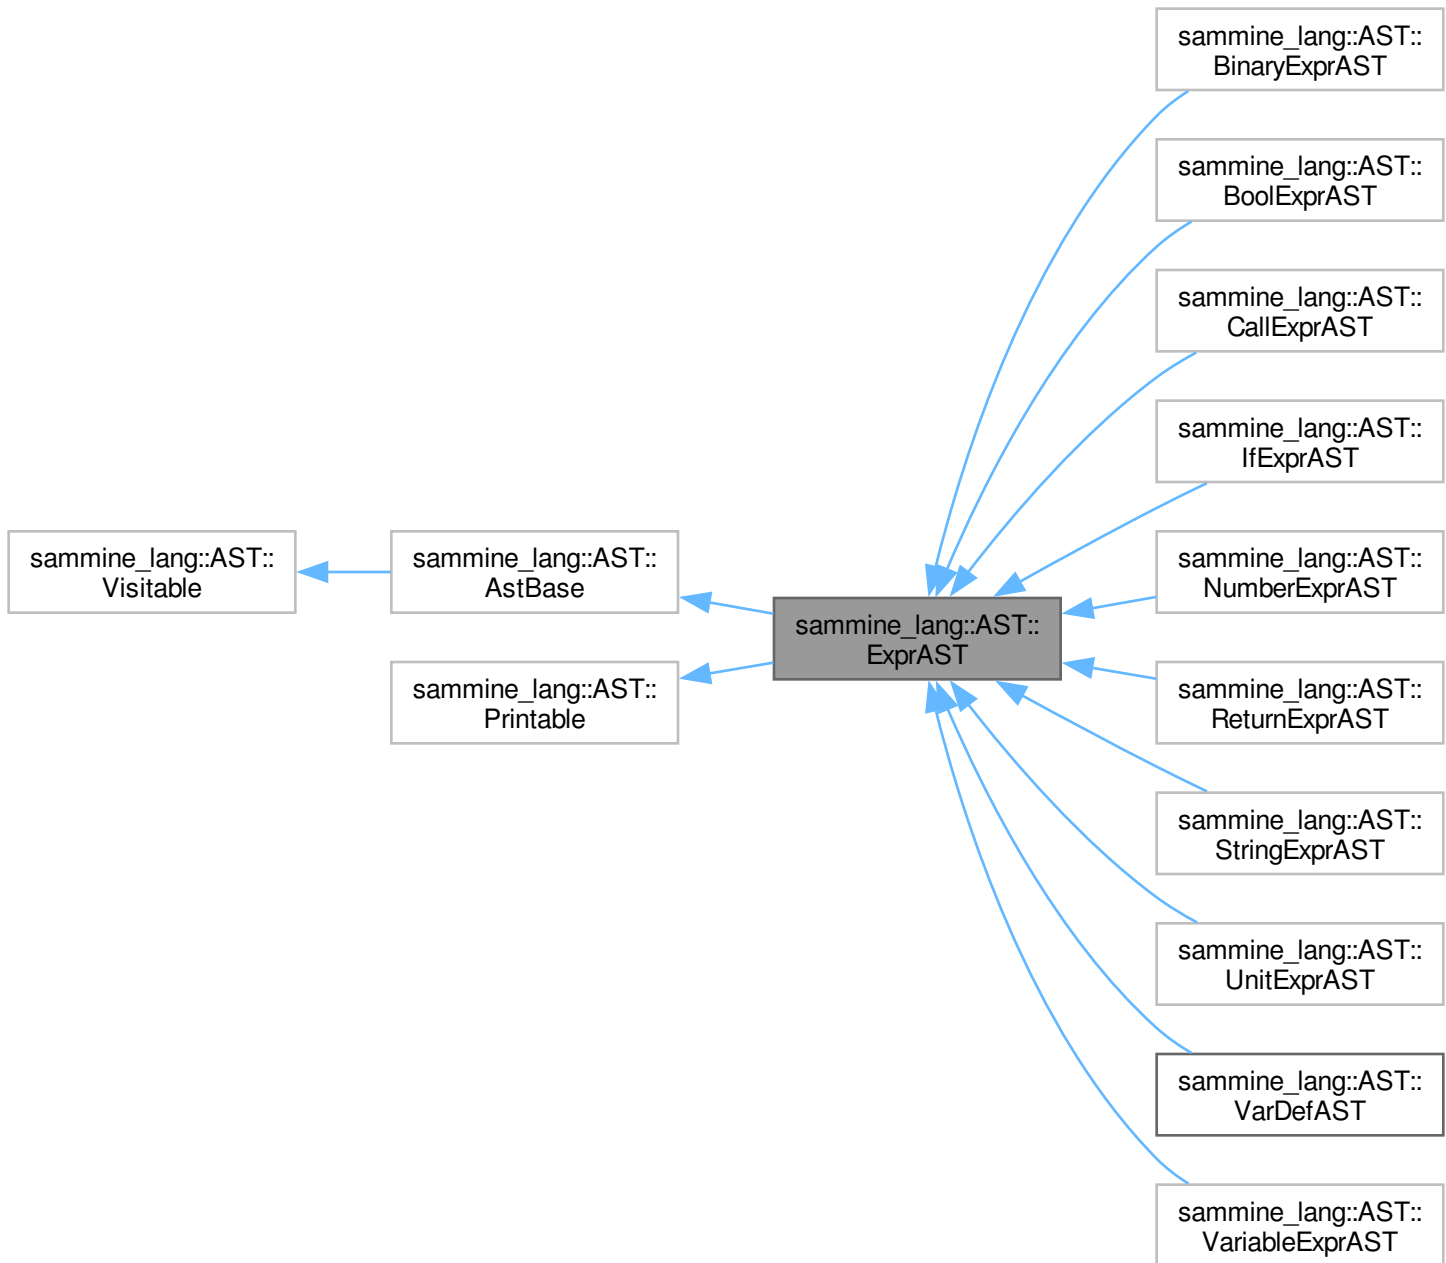 sammine_lang::AST::
BinaryExprAST
sammine_lang::AST::
BoolExprAST
sammine_lang::AST::
CallExprAST
sammine_lang::AST::
IfExprAST
sammine_lang::AST::
Visitable
sammine_lang::AST::
AstBase
sammine_lang::AST::
NumberExprAST
sammine_lang::AST::
ExprAST
sammine_lang::AST::
Printable
sammine_lang::AST::
ReturnExprAST
sammine_lang::AST::
StringExprAST
sammine_lang::AST::
UnitExprAST
sammine_lang::AST::
VarDefAST
sammine_lang::AST::
VariableExprAST